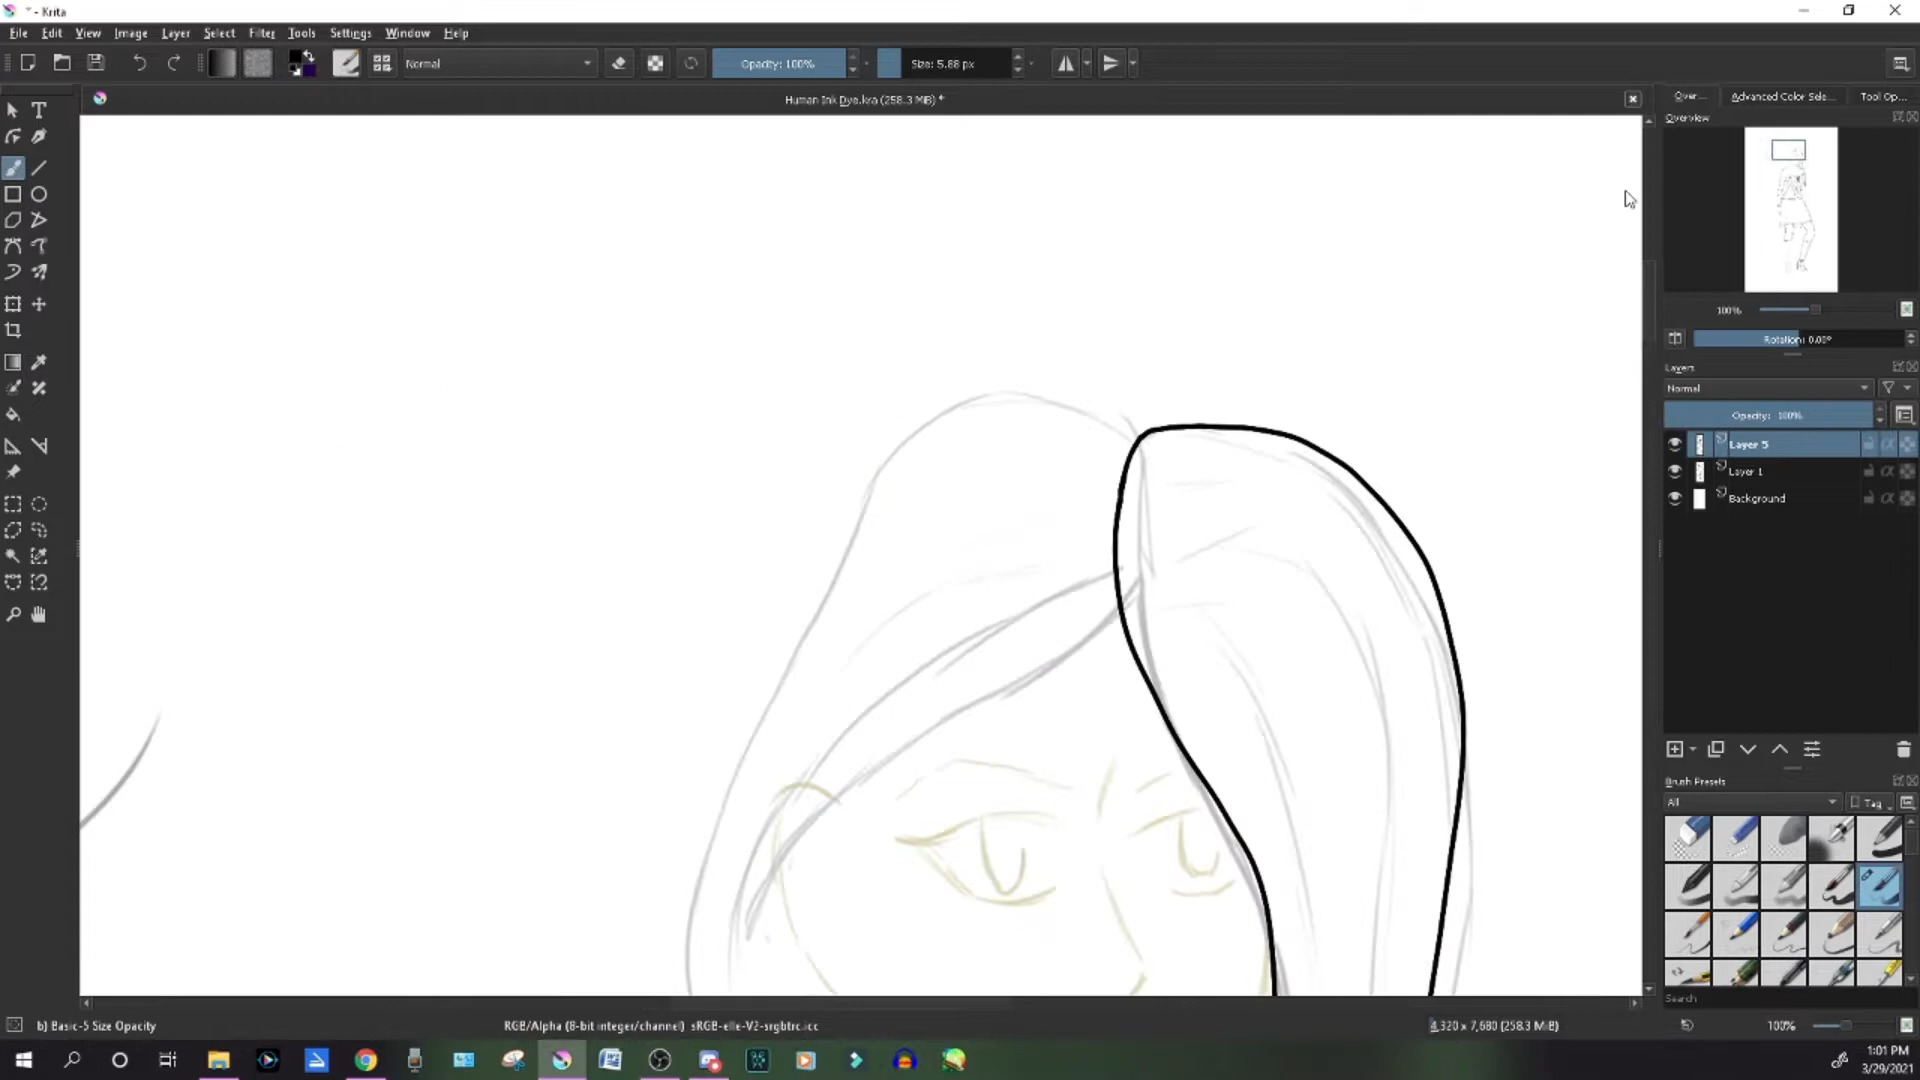 * - Krita
File Edit View Image Layer Select Filter Tools Settings Window Help
Normal
Opacity: 100%
Size: 5.88 px
Human Ink Dye.kra (258.3 MiB) *
Over... Advanced Color Sele... Tool Op...
Overview
100%
Rotation: 0.00°
Layers
Normal
Opacity: 100%
Layer 5
Layer 1
Background
Brush Presets
All
Tag
Search
b) Basic-5 Size Opacity
RGB/Alpha (8-bit integer/channel) sRGB-elle-V2-srgbtrc.icc
4,320 x 7,680 (258.3 MiB)
100%
1:01 PM
3/29/2021